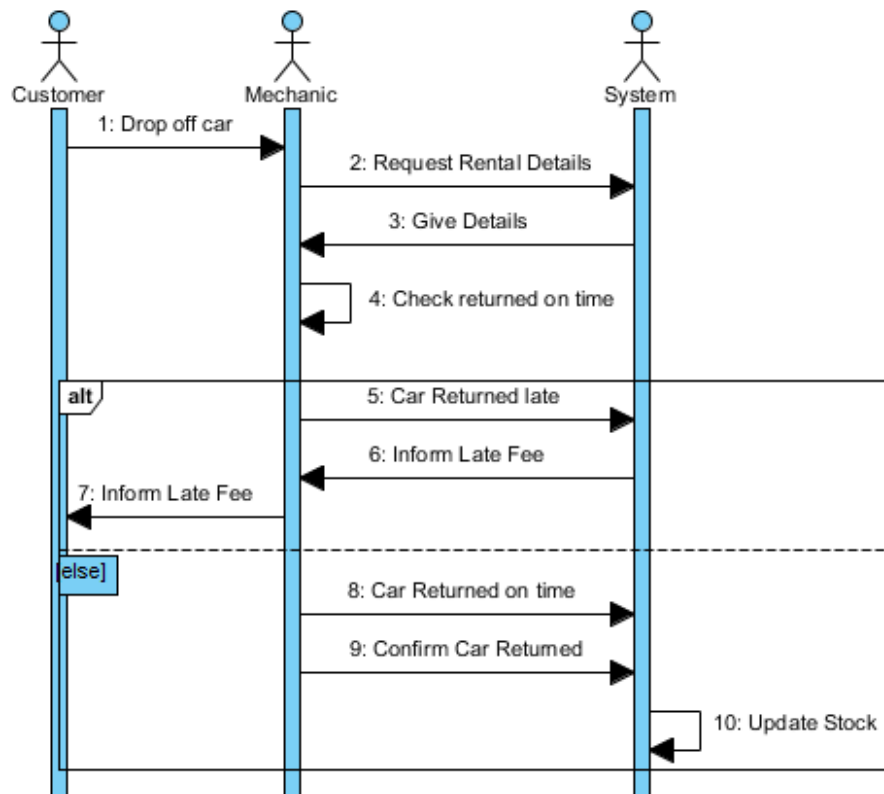 Customer
Mechanic
System
1: Drop off car
2: Request Rental Details
3: Give Details
4: Check returned on time
alt
5: Car Returned late
6: Inform Late Fee
7: Inform Late Fee
[else]
8: Car Returned on time
9: Confirm Car Returned
10: Update Stock